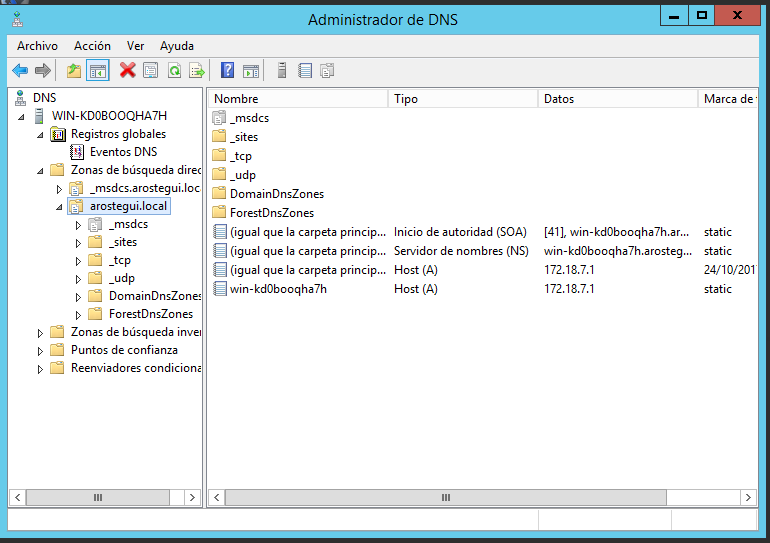 Administrador de DNS
Archivo Acción Ver Ayuda
DNS
WIN-KD0BOOQHA7H
Registros globales
Eventos DNS
Zonas de búsqueda direc
_msdcs.arostegui.loc
arostegui.local
_msdcs
_sites
_tcp
_udp
DomainDnsZones
ForestDnsZones
Zonas de búsqueda inver
Puntos de confianza
Reenviadores condiciona
Nombre Tipo Datos Marca de
_msdcs
_sites
_tcp
_udp
DomainDnsZones
ForestDnsZones
(igual que la carpeta princip... Inicio de autoridad (SOA) [41], win-kd0booqha7h.ar... static
(igual que la carpeta princip... Servidor de nombres (NS) win-kd0booqha7h.arosteg... static
(igual que la carpeta princip... Host (A) 172.18.7.1 24/10/201
win-kd0booqha7h Host (A) 172.18.7.1 static